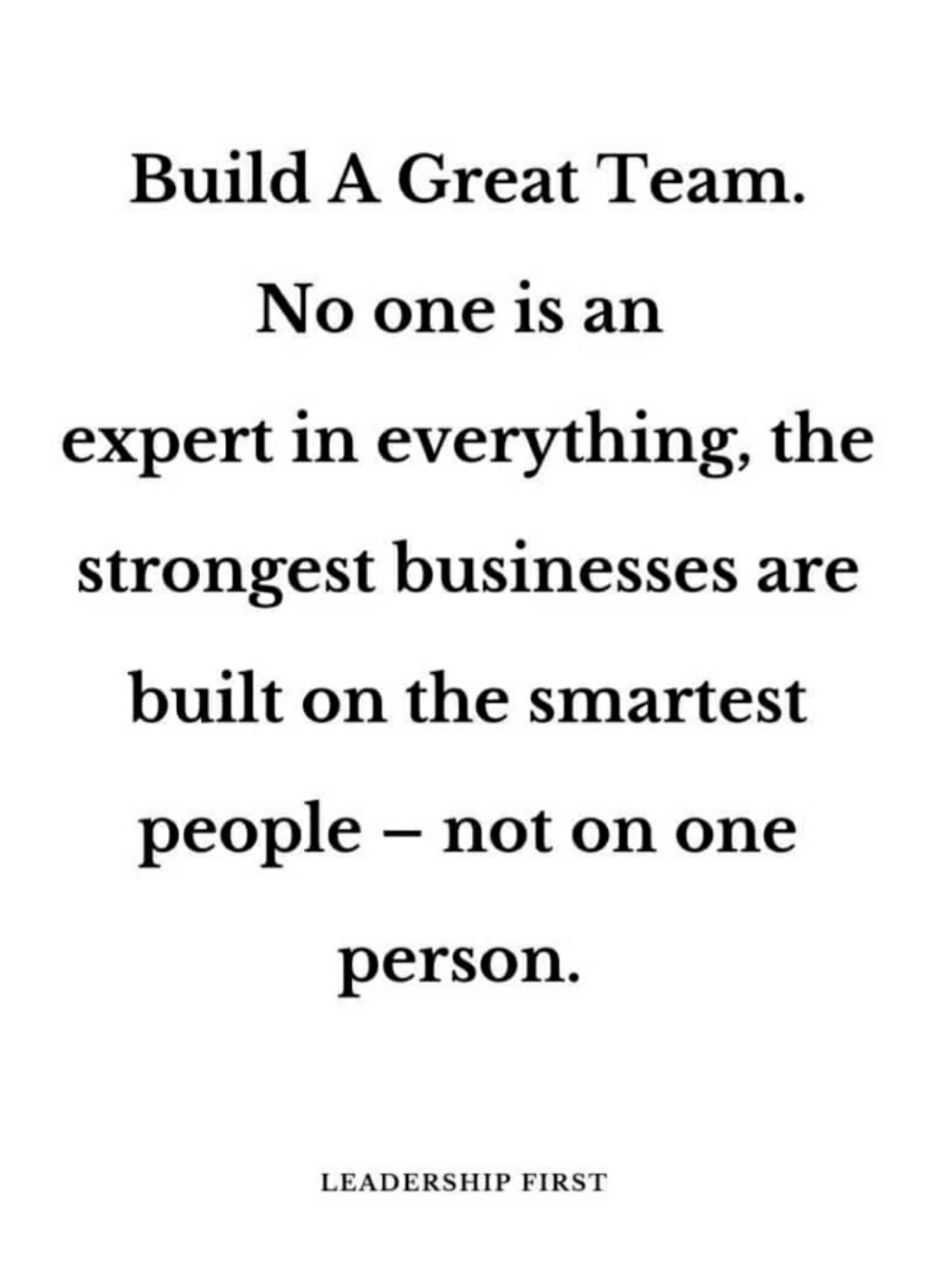 Build A Great Team.
No one is an
expert in everything, the
strongest businesses are
built on the smartest
people – not on one
person.
LEADERSHIP FIRST